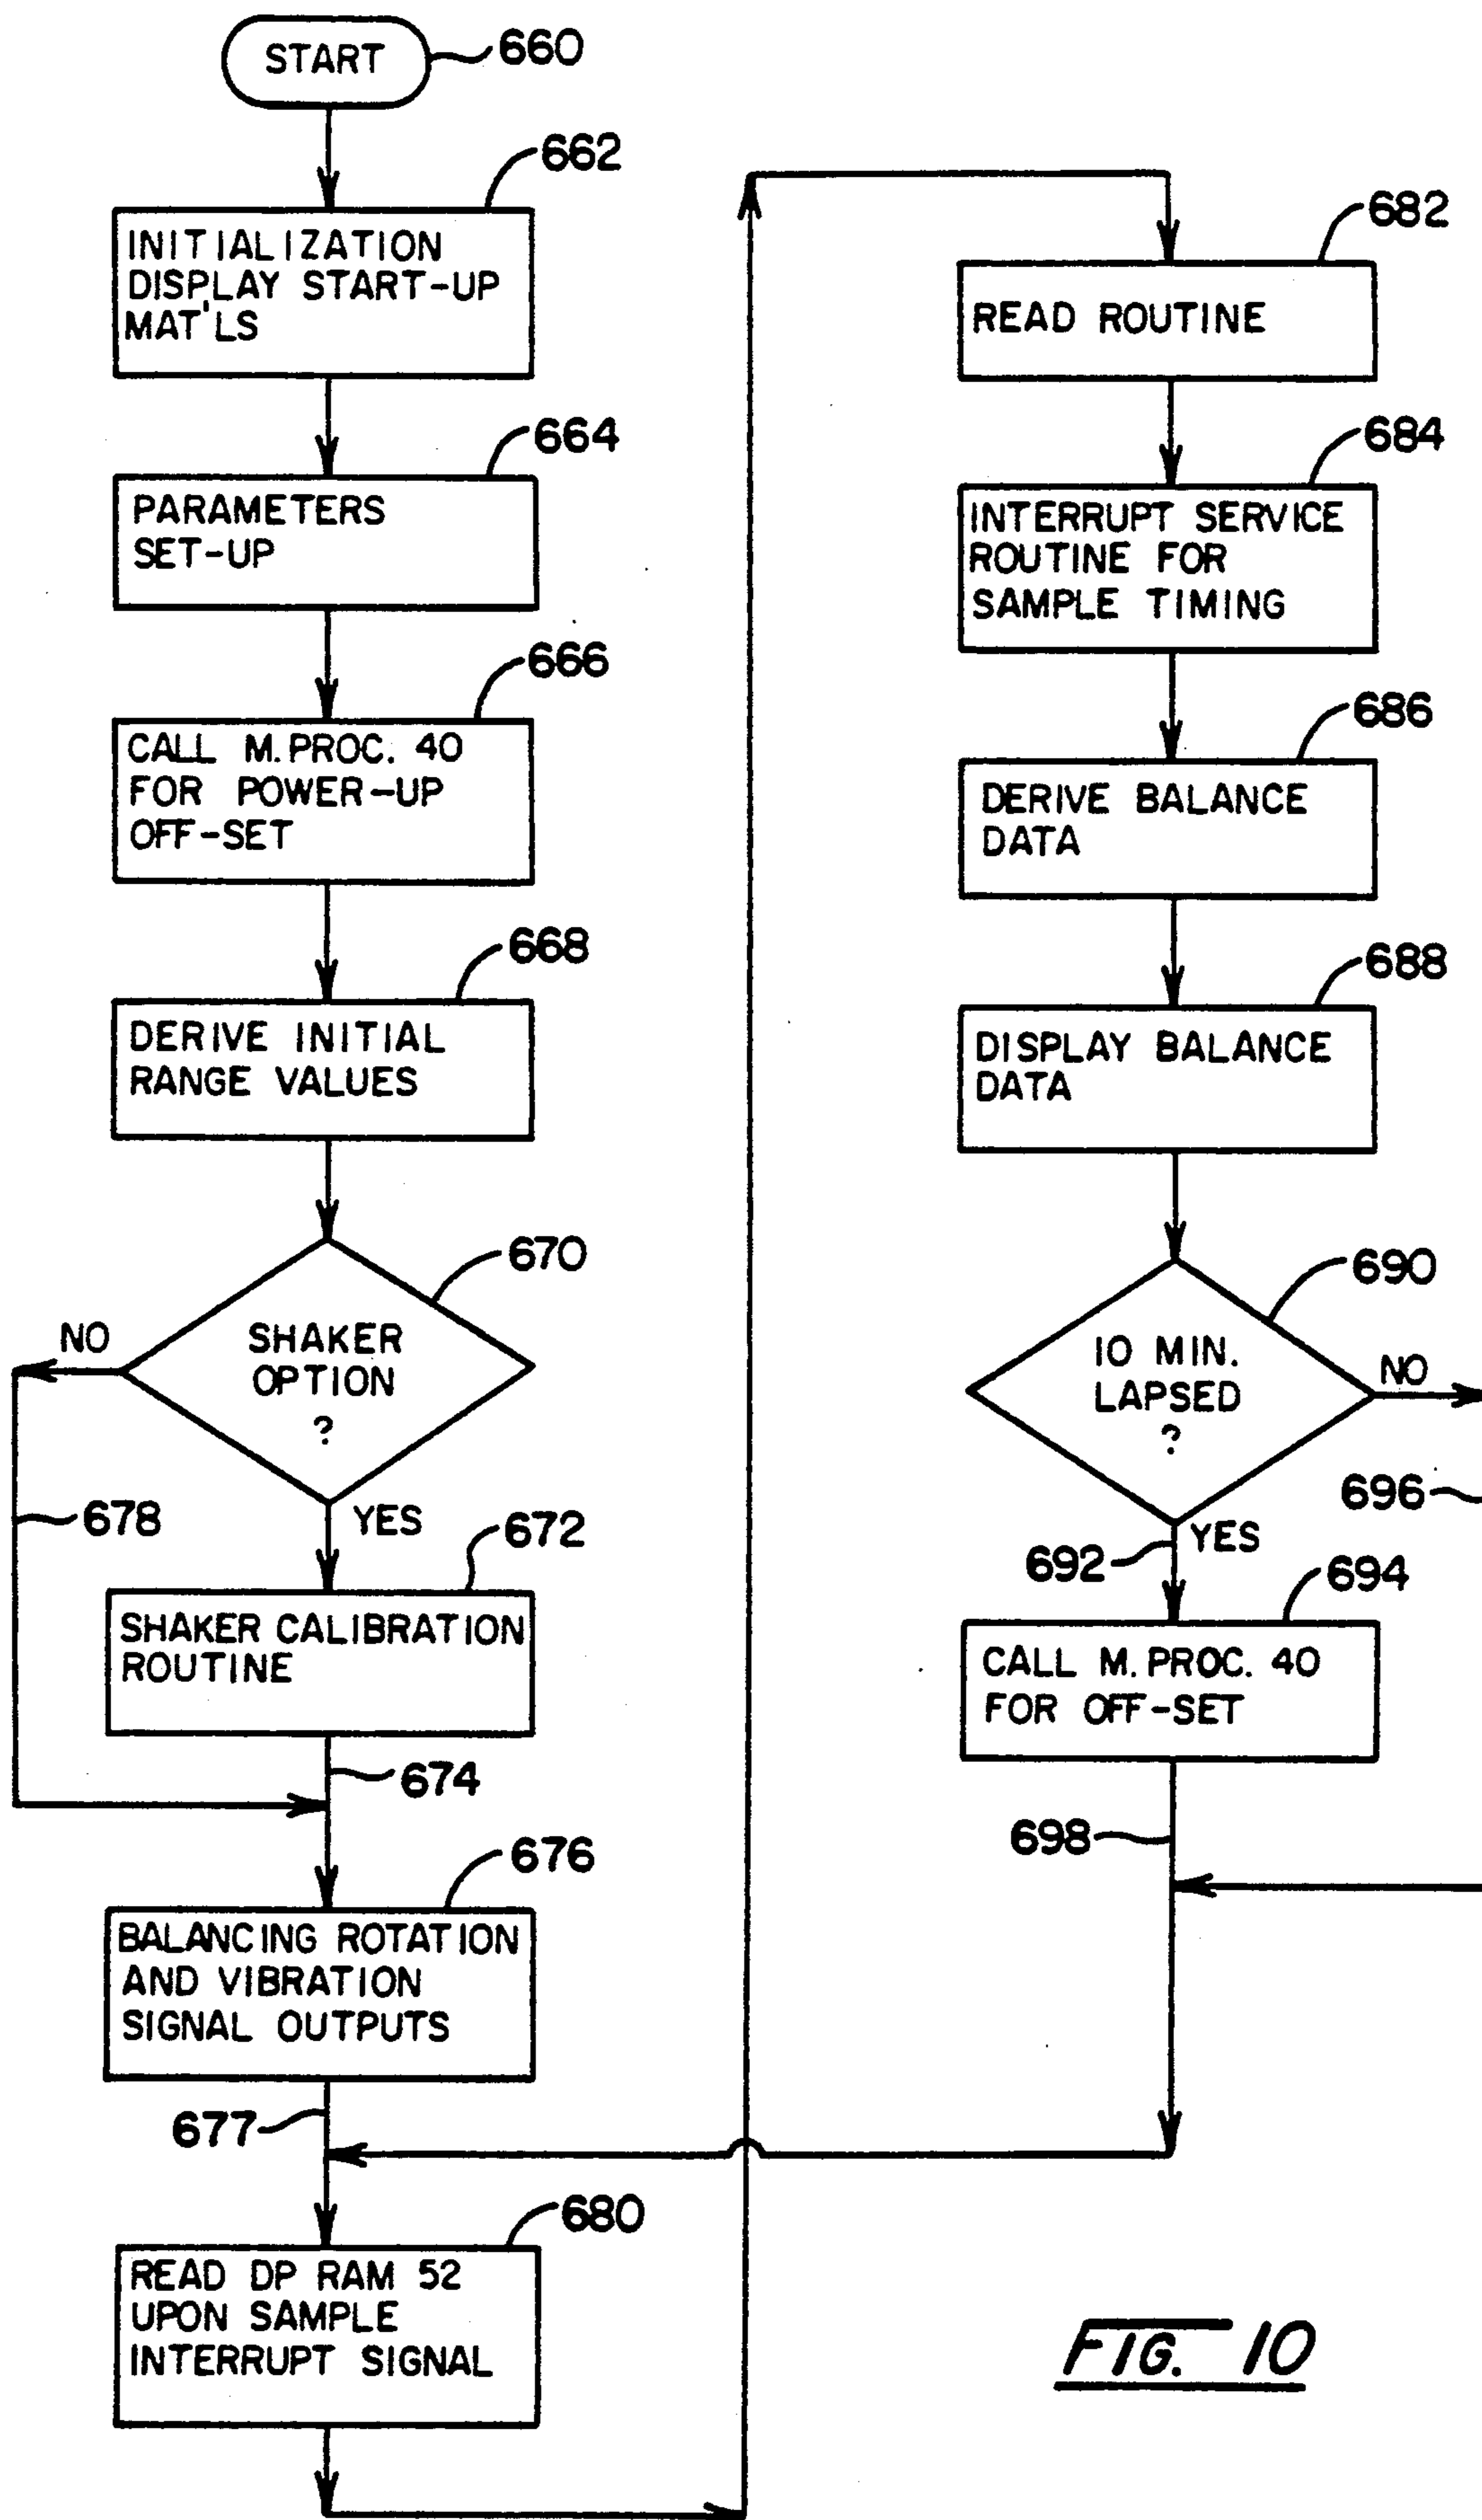 START
660
662
INITIALIZATION
DISPLAY START-UP
MAT'LS
664
PARAMETERS
SET-UP
666
CALL M. PROC. 40
FOR POWER-UP
OFF-SET
668
DERIVE INITIAL
RANGE VALUES
670
SHAKER
OPTION
?
NO
678
YES
672
SHAKER CALIBRATION
ROUTINE
674
676
BALANCING ROTATION
AND VIBRATION
SIGNAL OUTPUTS
677
680
READ DP RAM 52
UPON SAMPLE
INTERRUPT SIGNAL
682
READ ROUTINE
684
INTERRUPT SERVICE
ROUTINE FOR
SAMPLE TIMING
686
DERIVE BALANCE
DATA
688
DISPLAY BALANCE
DATA
690
10 MIN.
LAPSED
?
NO
696
YES
692
694
CALL M. PROC. 40
FOR OFF-SET
698
FIG. 10